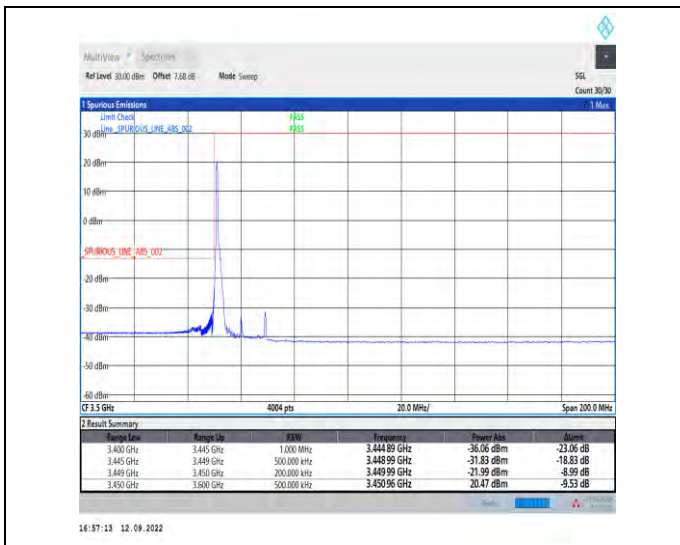 MultiView Spectrum
Ref Level 30.00 dBm Offset 7.68 dB Mode Sweep SGL
Count 30/30
1 Spurious Emissions 1 Max
Limit Check PASS
Line _SPURIOUS_LINE_ABS_002 PASS
30 dBm
20 dBm
10 dBm
0 dBm
_SPURIOUS_LINE_ABS_002
-20 dBm
-30 dBm
-40 dBm
-50 dBm
-60 dBm
CF 3.5 GHz 4004 pts 20.0 MHz/ Span 200.0 MHz
2 Result Summary
Range Low Range Up RBW Frequency Power Abs ΔLimit
3.400 GHz 3.445 GHz 1.000 MHz 3.444 89 GHz -36.06 dBm -23.06 dB
3.445 GHz 3.449 GHz 500.000 kHz 3.448 99 GHz -31.83 dBm -18.83 dB
3.449 GHz 3.450 GHz 200.000 kHz 3.449 99 GHz -21.99 dBm -8.99 dB
3.450 GHz 3.600 GHz 500.000 kHz 3.450 96 GHz 20.47 dBm -9.53 dB
16:57:13 12.09.2022